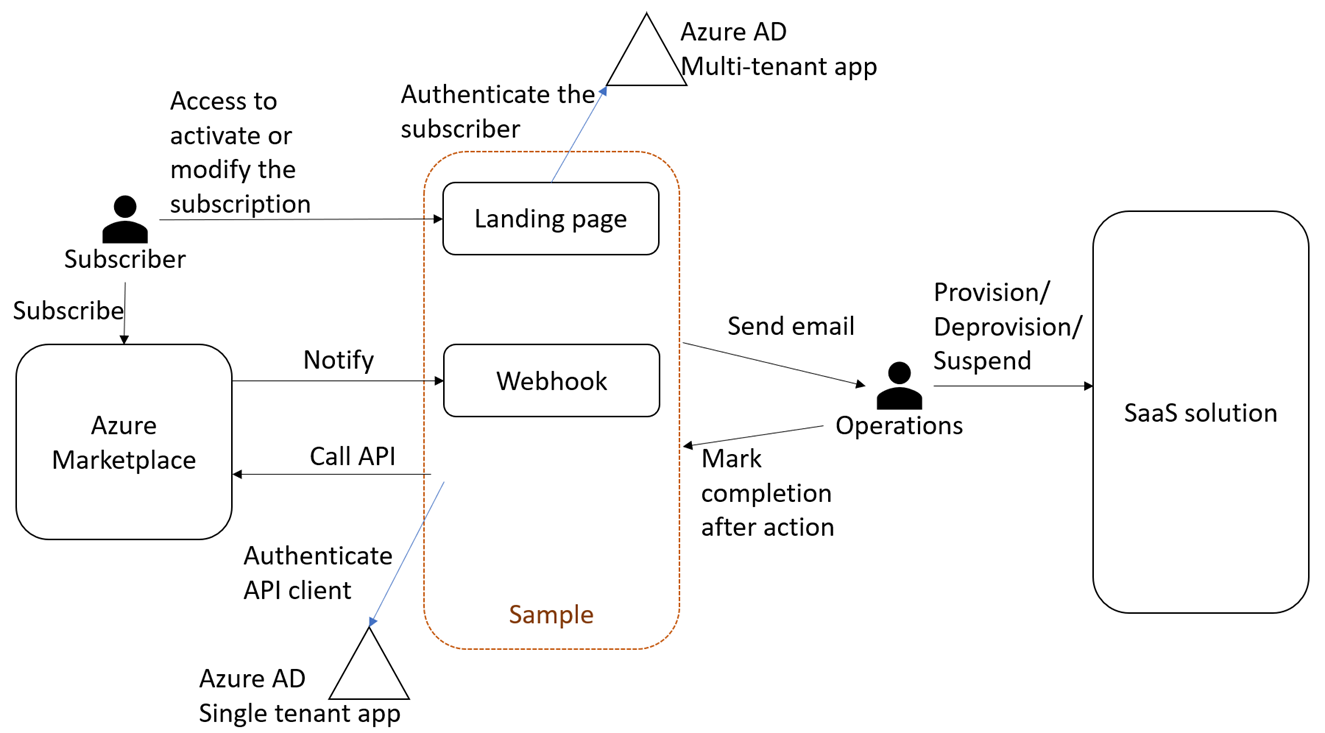 Azure AD
Multi-tenant app
Authenticate the
subscriber
Access to
activate or
modify the
subscription
Landing page
Subscriber
Subscribe
Notify
Webhook
Azure
Marketplace
Call API
Send email
Provision/
Deprovision/
Suspend
Operations
SaaS solution
Mark
completion
after action
Authenticate
API client
Sample
Azure AD
Single tenant app